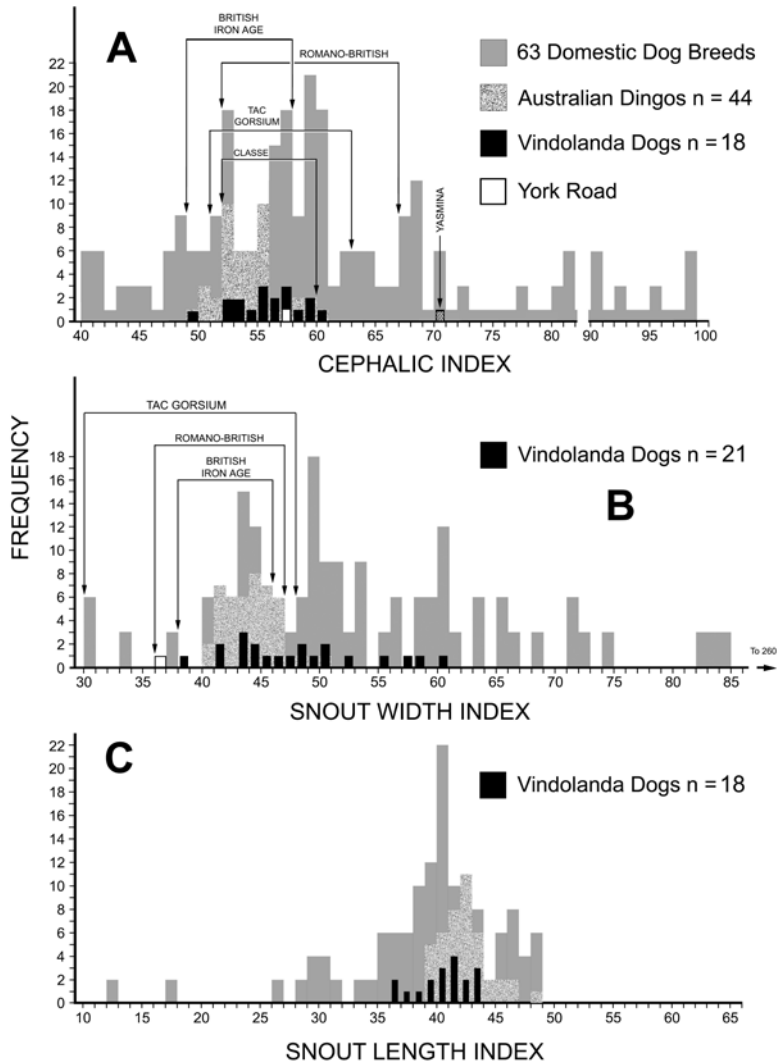 A
BRITISH
IRON AGE
ROMANO-BRITISH
TAC
GORSIUM
CLASSE
YASMINA
63 Domestic Dog Breeds
Australian Dingos n = 44
Vindolanda Dogs n = 18
York Road
22
20
18
16
14
12
10
8
6
4
2
0
40 45 50 55 60 65 70 75 80 90 95 100
CEPHALIC INDEX
FREQUENCY
TAC GORSIUM
ROMANO-BRITISH
BRITISH
IRON AGE
Vindolanda Dogs n = 21
B
18
16
14
12
10
8
6
4
2
0
30 35 40 45 50 55 60 65 70 75 80 85
To 260
SNOUT WIDTH INDEX
C
Vindolanda Dogs n = 18
22
20
18
16
14
12
10
8
6
4
2
0
10 15 20 25 30 35 40 45 50 55 60 65
SNOUT LENGTH INDEX